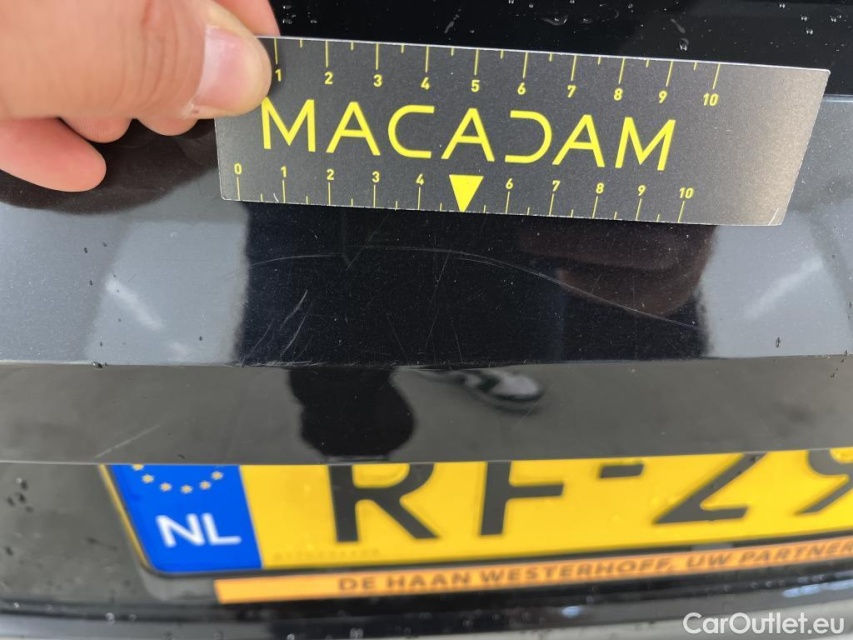 1 2 3 4 5 6 7 8 9 10
MACADAM
0 1 2 3 4 6 7 8 9 10
NL RF-Z9
DE HAAN WESTERHOFF, UW PARTNER
CarOutlet.eu